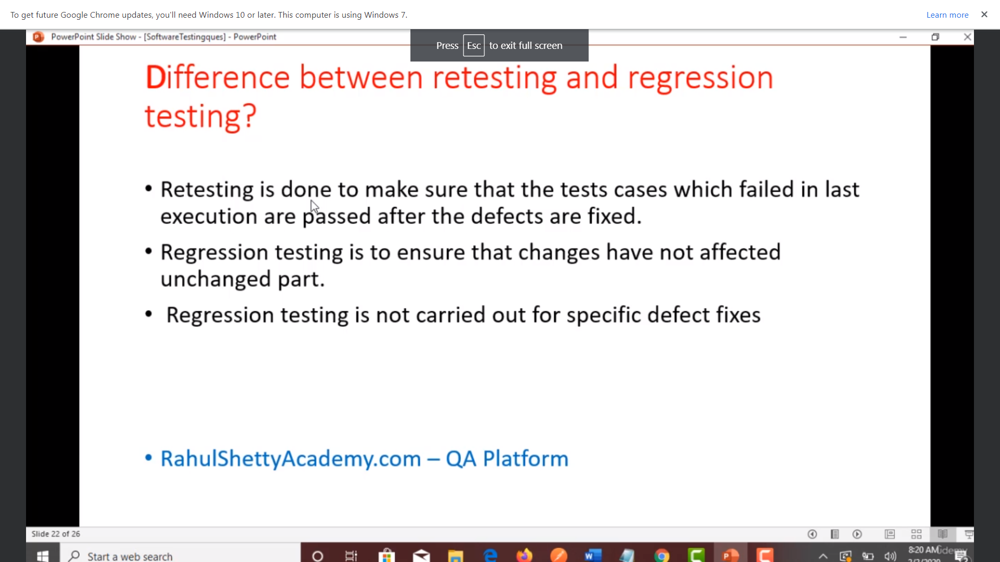 To get future Google Chrome updates, you'll need Windows 10 or later. This computer is using Windows 7.
Learn more
PowerPoint Slide Show - [SoftwareTestingques] - PowerPoint
Press Esc to exit full screen
Difference between retesting and regression
testing?
• Retesting is done to make sure that the tests cases which failed in last
execution are passed after the defects are fixed.
• Regression testing is to ensure that changes have not affected
unchanged part.
• Regression testing is not carried out for specific defect fixes
• RahulShettyAcademy.com – QA Platform
Slide 22 of 26
Start a web search
8:20 AM